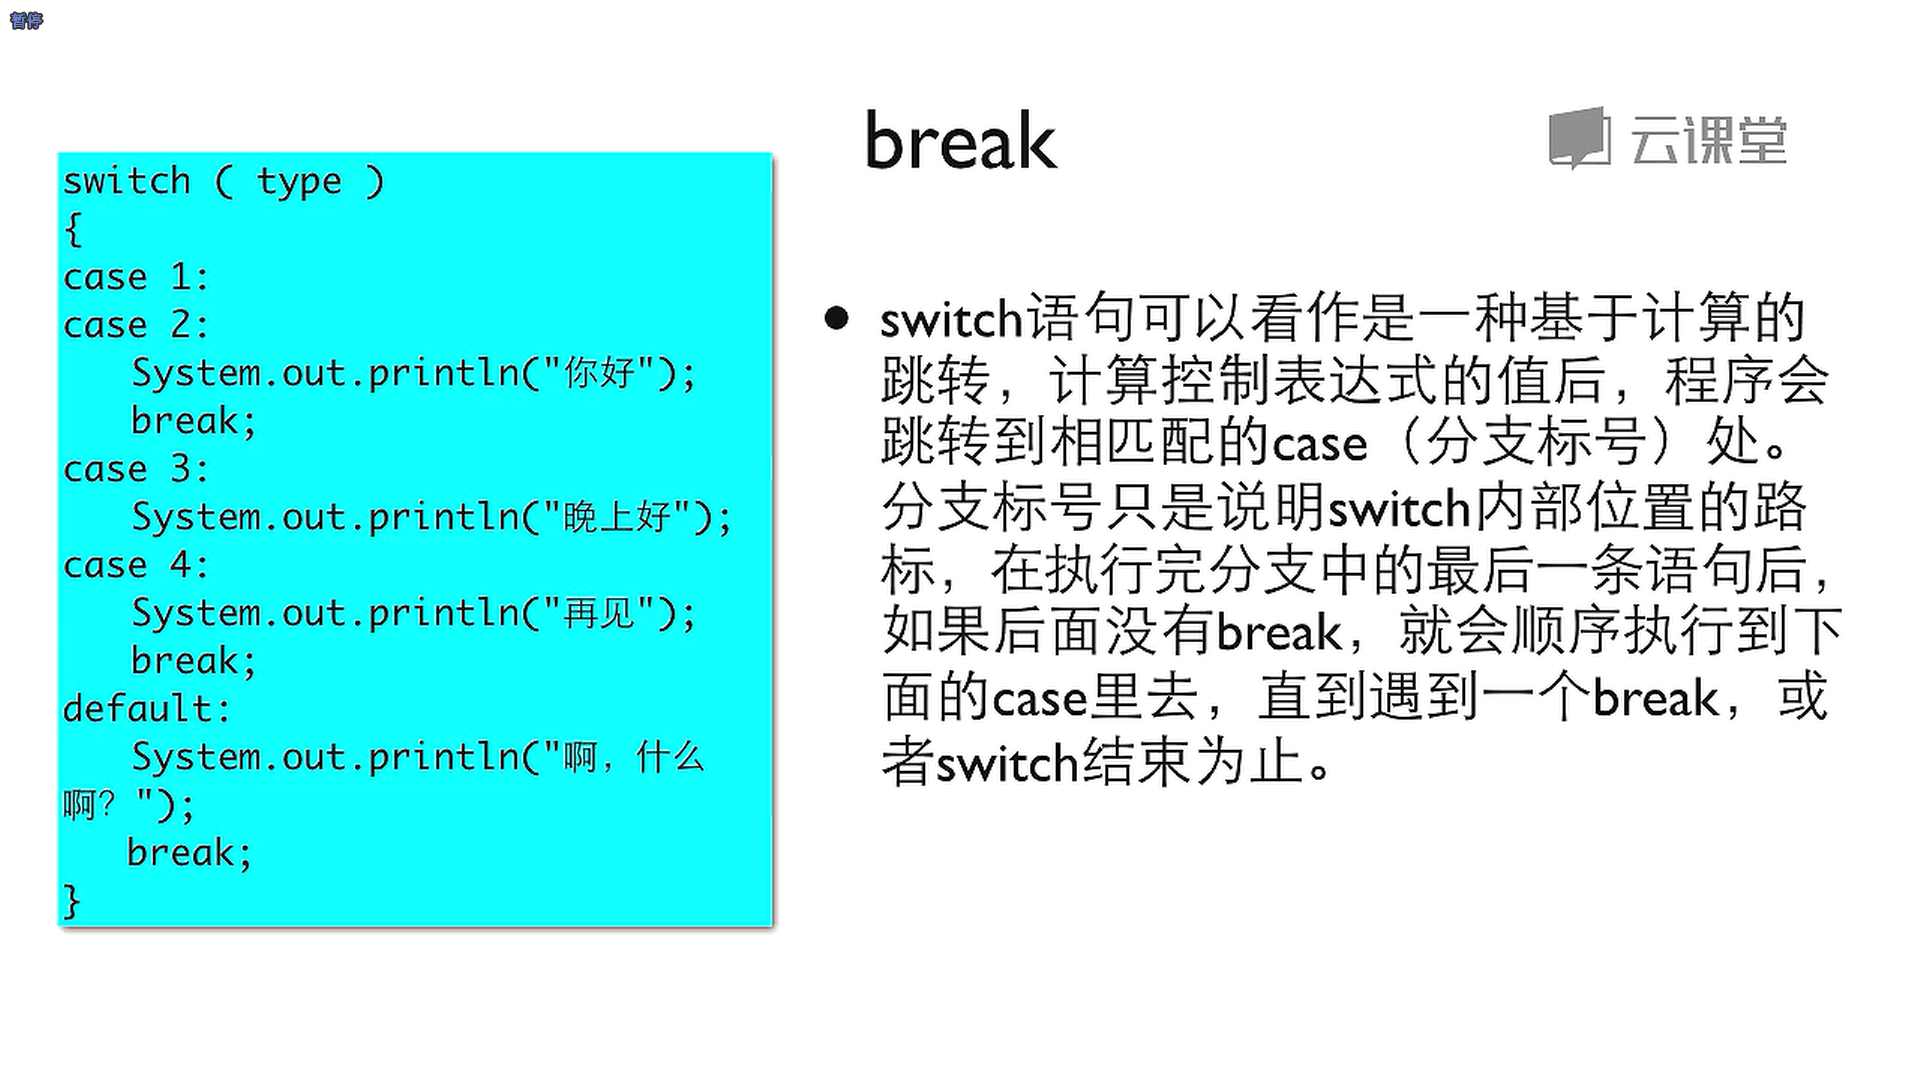 暂停
break
云课堂
switch ( type )
{
case 1:
case 2:
System.out.println("你好");
break;
case 3:
System.out.println("晚上好");
case 4:
System.out.println("再见");
break;
default:
System.out.println("啊，什么
啊？");
break;
}
• switch语句可以看作是一种基于计算的
跳转，计算控制表达式的值后，程序会
跳转到相匹配的case（分支标号）处。
分支标号只是说明switch内部位置的路
标，在执行完分支中的最后一条语句后，
如果后面没有break，就会顺序执行到下
面的case里去，直到遇到一个break，或
者switch结束为止。